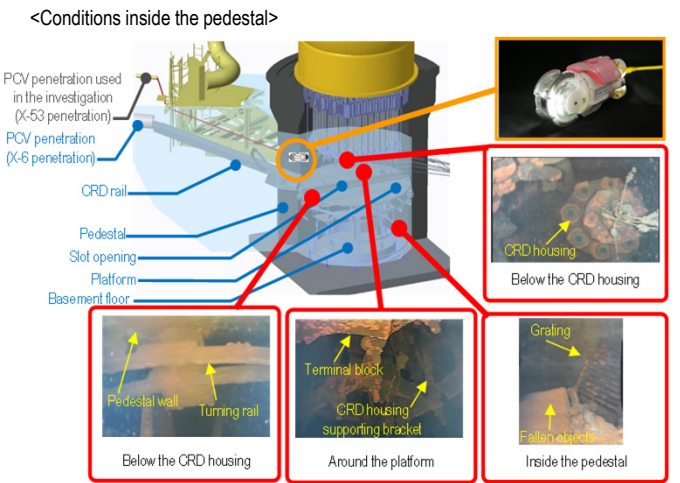 <Conditions inside the pedestal>
PCV penetration used
in the investigation
(X-53 penetration)
PCV penetration
(X-6 penetration)
CRD rail
Pedestal
Slot opening
Platform
Basement floor
CRD housing
Below the CRD housing
Pedestal wall
Turning rail
Below the CRD housing
Terminal block
CRD housing
supporting bracket
Around the platform
Grating
Fallen objects
Inside the pedestal